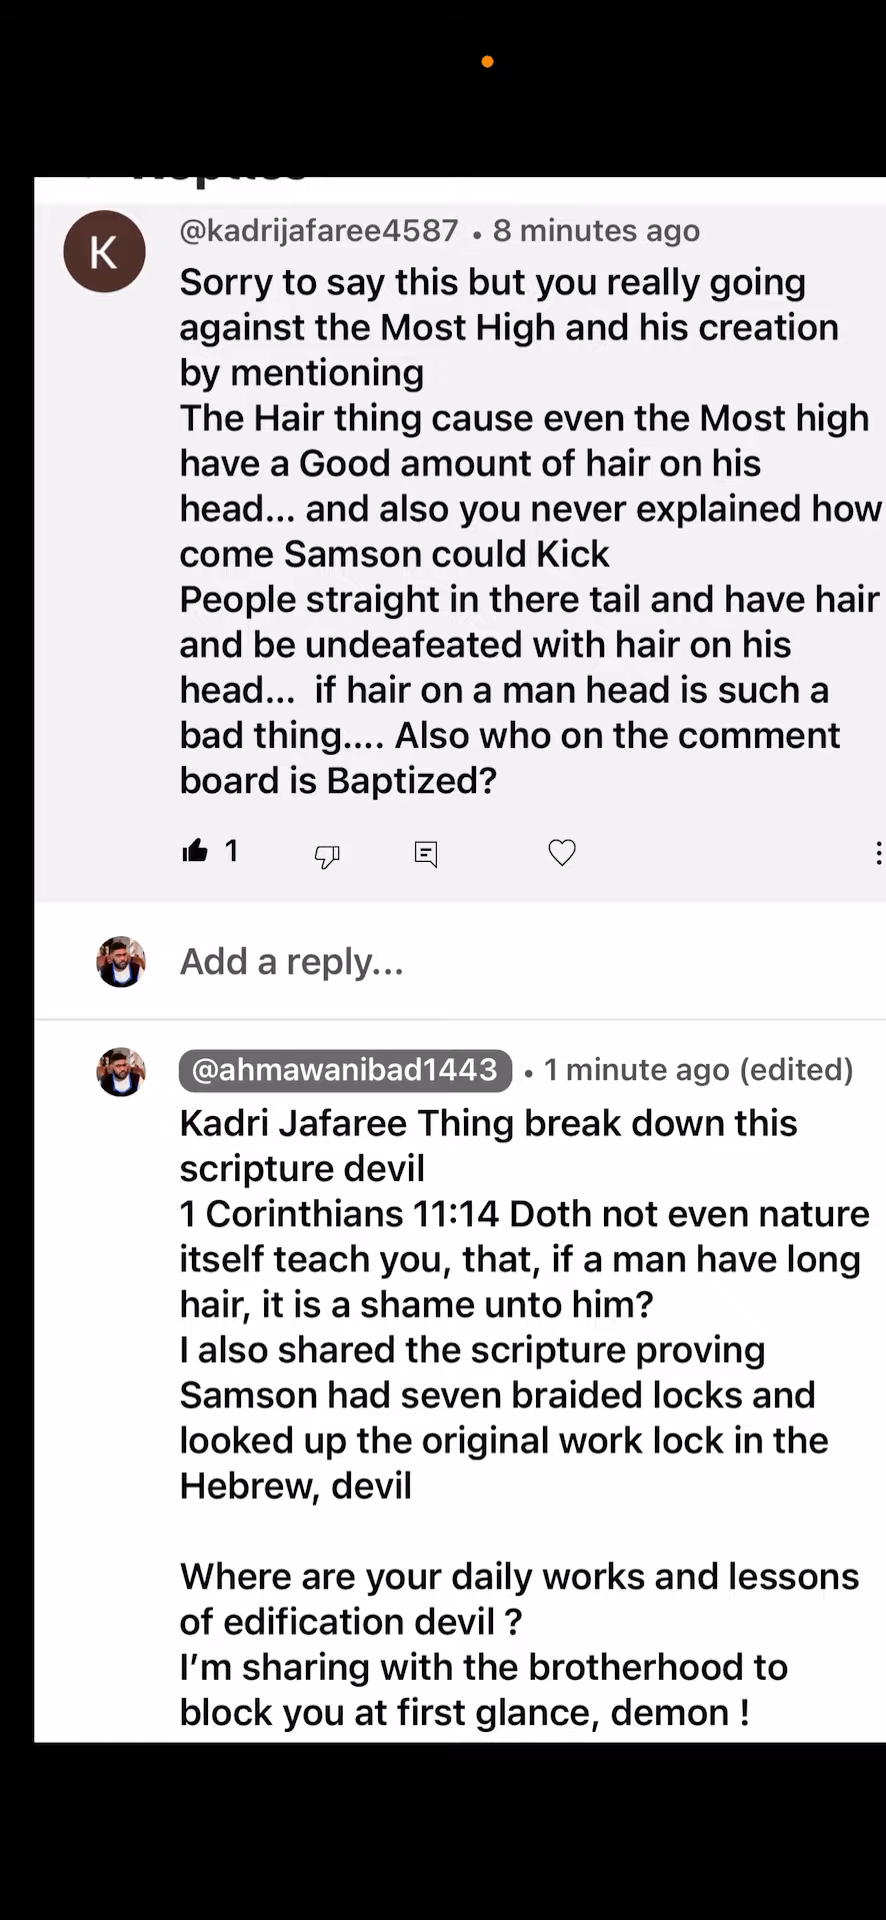 K
@kadrijafaree4587 • 8 minutes ago
Sorry to say this but you really going
against the Most High and his creation
by mentioning
The Hair thing cause even the Most high
have a Good amount of hair on his
head... and also you never explained how
come Samson could Kick
People straight in there tail and have hair
and be undeafeated with hair on his
head...  if hair on a man head is such a
bad thing.... Also who on the comment
board is Baptized?
1
Add a reply...
@ahmawanibad1443 • 1 minute ago (edited)
Kadri Jafaree Thing break down this
scripture devil
1 Corinthians 11:14 Doth not even nature
itself teach you, that, if a man have long
hair, it is a shame unto him?
I also shared the scripture proving
Samson had seven braided locks and
looked up the original work lock in the
Hebrew, devil
Where are your daily works and lessons
of edification devil ?
I'm sharing with the brotherhood to
block you at first glance, demon !